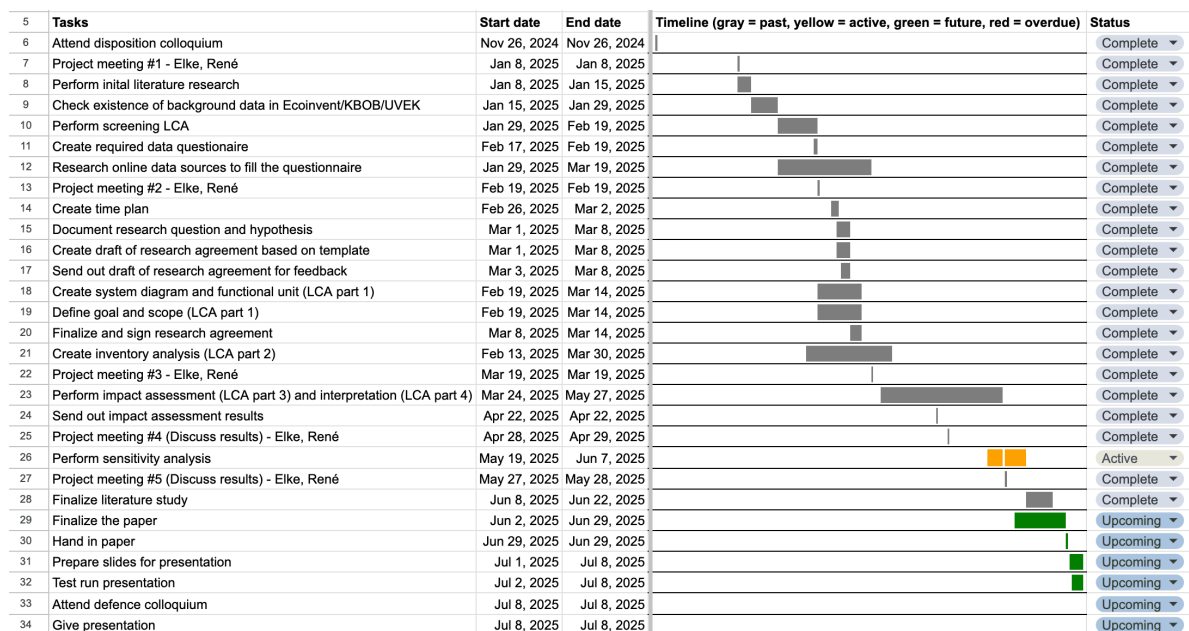 5 Tasks Start date End date Timeline (gray = past, yellow = active, green = future, red = overdue) Status
6 Attend disposition colloquium Nov 26, 2024 Nov 26, 2024 Complete
7 Project meeting #1 - Elke, René Jan 8, 2025 Jan 8, 2025 Complete
8 Perform inital literature research Jan 8, 2025 Jan 15, 2025 Complete
9 Check existence of background data in Ecoinvent/KBOB/UVEK Jan 15, 2025 Jan 29, 2025 Complete
10 Perform screening LCA Jan 29, 2025 Feb 19, 2025 Complete
11 Create required data questionaire Feb 17, 2025 Feb 19, 2025 Complete
12 Research online data sources to fill the questionnaire Jan 29, 2025 Mar 19, 2025 Complete
13 Project meeting #2 - Elke, René Feb 19, 2025 Feb 19, 2025 Complete
14 Create time plan Feb 26, 2025 Mar 2, 2025 Complete
15 Document research question and hypothesis Mar 1, 2025 Mar 8, 2025 Complete
16 Create draft of research agreement based on template Mar 1, 2025 Mar 8, 2025 Complete
17 Send out draft of research agreement for feedback Mar 3, 2025 Mar 8, 2025 Complete
18 Create system diagram and functional unit (LCA part 1) Feb 19, 2025 Mar 14, 2025 Complete
19 Define goal and scope (LCA part 1) Feb 19, 2025 Mar 14, 2025 Complete
20 Finalize and sign research agreement Mar 8, 2025 Mar 14, 2025 Complete
21 Create inventory analysis (LCA part 2) Feb 13, 2025 Mar 30, 2025 Complete
22 Project meeting #3 - Elke, René Mar 19, 2025 Mar 19, 2025 Complete
23 Perform impact assessment (LCA part 3) and interpretation (LCA part 4) Mar 24, 2025 May 27, 2025 Complete
24 Send out impact assessment results Apr 22, 2025 Apr 22, 2025 Complete
25 Project meeting #4 (Discuss results) - Elke, René Apr 28, 2025 Apr 29, 2025 Complete
26 Perform sensitivity analysis May 19, 2025 Jun 7, 2025 Active
27 Project meeting #5 (Discuss results) - Elke, René May 27, 2025 May 28, 2025 Complete
28 Finalize literature study Jun 8, 2025 Jun 22, 2025 Complete
29 Finalize the paper Jun 2, 2025 Jun 29, 2025 Upcoming
30 Hand in paper Jun 29, 2025 Jun 29, 2025 Upcoming
31 Prepare slides for presentation Jul 1, 2025 Jul 8, 2025 Upcoming
32 Test run presentation Jul 2, 2025 Jul 8, 2025 Upcoming
33 Attend defence colloquium Jul 8, 2025 Jul 8, 2025 Upcoming
34 Give presentation Jul 8, 2025 Jul 8, 2025 Upcoming